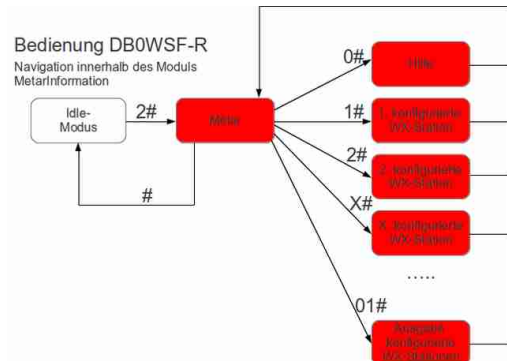 Bedienung DB0WSF-R
Navigation innerhalb des Moduls
MetarInformation
Idle-
Modus
2#
Metar
#
0#
Hilfe
1#
1. konfigurierte
WX-Station
2#
2. konfigurierte
WX-Station
X#
X. konfigurierte
WX-Station
.....
01#
konfigurierte
WX-Stationen